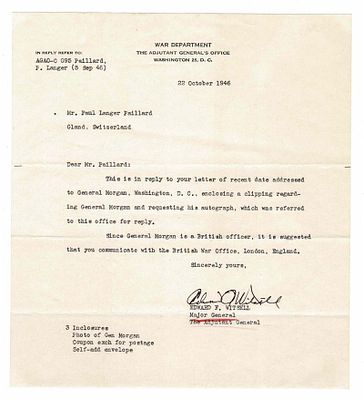 WAR DEPARTMENT
THE ADJUTANT GENERAL'S OFFICE
WASHINGTON 25, D. C.
IN REPLY REFER TO:
AGAO-C 095 Paillard,
P. Langer (3 Sep 46)
22 October 1946
Mr. Paul Langer Paillard
Gland, Switzerland
Dear Mr. Paillard:
This is in reply to your letter of recent date addressed
to General Morgan, Washington, D. C., enclosing a clipping regard-
ing General Morgan and requesting his autograph, which was referred
to this office for reply.
Since General Morgan is a British officer, it is suggested
that you communicate with the British War Office, London, England.
Sincerely yours,
Edward F. Witsell
EDWARD F. WITSELL
Major General
The Adjutant General
3 Inclosures
Photo of Gen Morgan
Coupon exch for postage
Self-add envelope